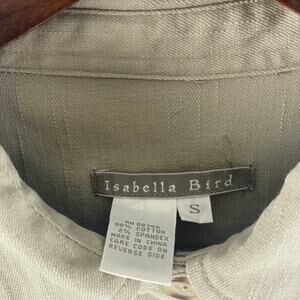 Isabella Bird
S
98% COTTON
2% SPANDEX
MADE IN CHINA
CARE CODE ON
REVERSE SIDE